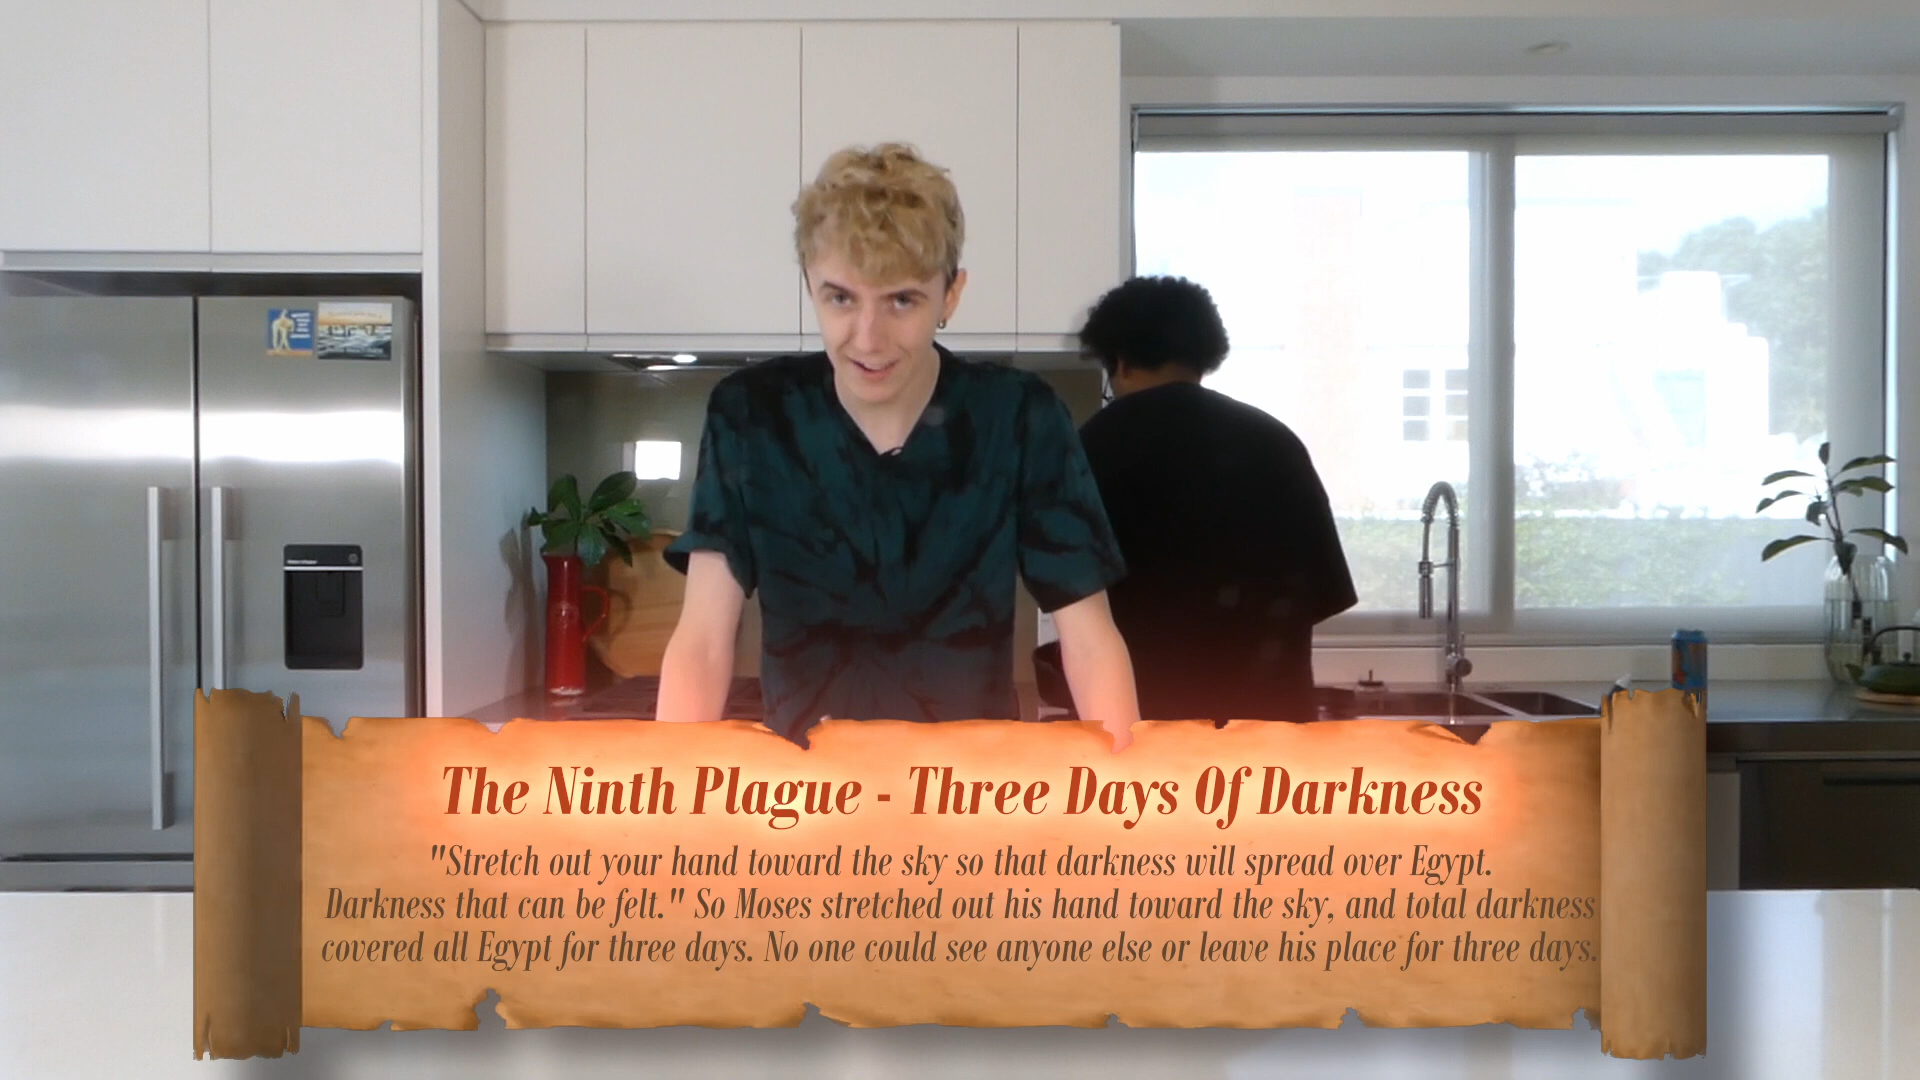 The Ninth Plague - Three Days Of Darkness
"Stretch out your hand toward the sky so that darkness will spread over Egypt.
Darkness that can be felt." So Moses stretched out his hand toward the sky, and total darkness
covered all Egypt for three days. No one could see anyone else or leave his place for three days.